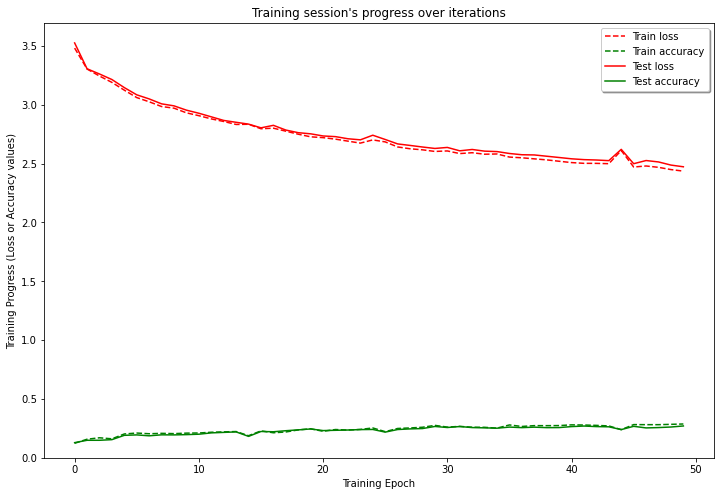 Training session's progress over iterations
Train loss
Train accuracy
Test loss
Test accuracy
Training Progress (Loss or Accuracy values)
3.5
3.0
2.5
2.0
1.5
1.0
0.5
0.0
0
10
20
30
40
50
Training Epoch